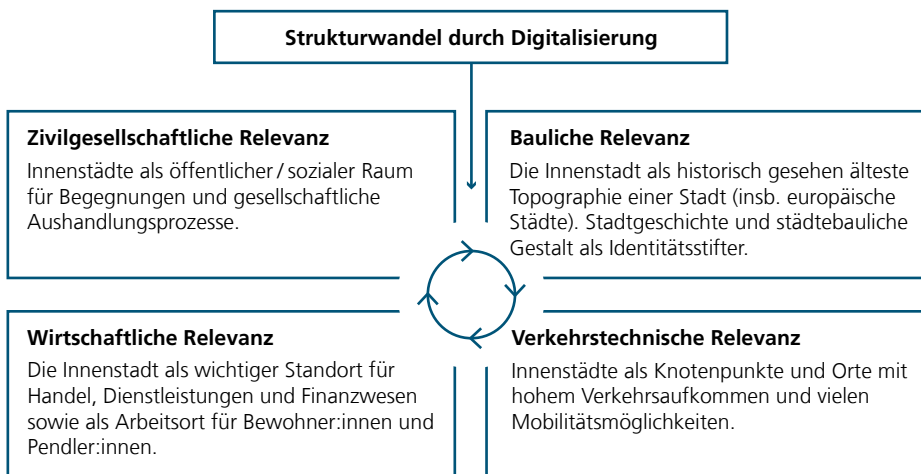 Strukturwandel durch Digitalisierung
Zivilgesellschaftliche Relevanz
Innenstädte als öffentlicher / sozialer Raum
für Begegnungen und gesellschaftliche
Aushandlungsprozesse.
Bauliche Relevanz
Die Innenstadt als historisch gesehen älteste
Topographie einer Stadt (insb. europäische
Städte). Stadtgeschichte und städtebauliche
Gestalt als Identitätsstifter.
Wirtschaftliche Relevanz
Die Innenstadt als wichtiger Standort für
Handel, Dienstleistungen und Finanzwesen
sowie als Arbeitsort für Bewohner:innen und
Pendler:innen.
Verkehrstechnische Relevanz
Innenstädte als Knotenpunkte und Orte mit
hohem Verkehrsaufkommen und vielen
Mobilitätsmöglichkeiten.